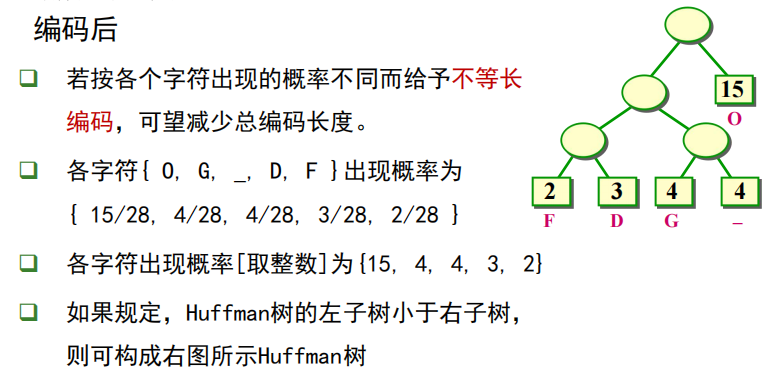 编码后
若按各个字符出现的概率不同而给予不等长
编码，可望减少总编码长度。
各字符{ O, G, _, D, F }出现概率为
{ 15/28, 4/28, 4/28, 3/28, 2/28 }
各字符出现概率[取整数]为{15, 4, 4, 3, 2}
如果规定，Huffman树的左子树小于右子树，
则可构成右图所示Huffman树
15
O
2 3 4 4
F D G _